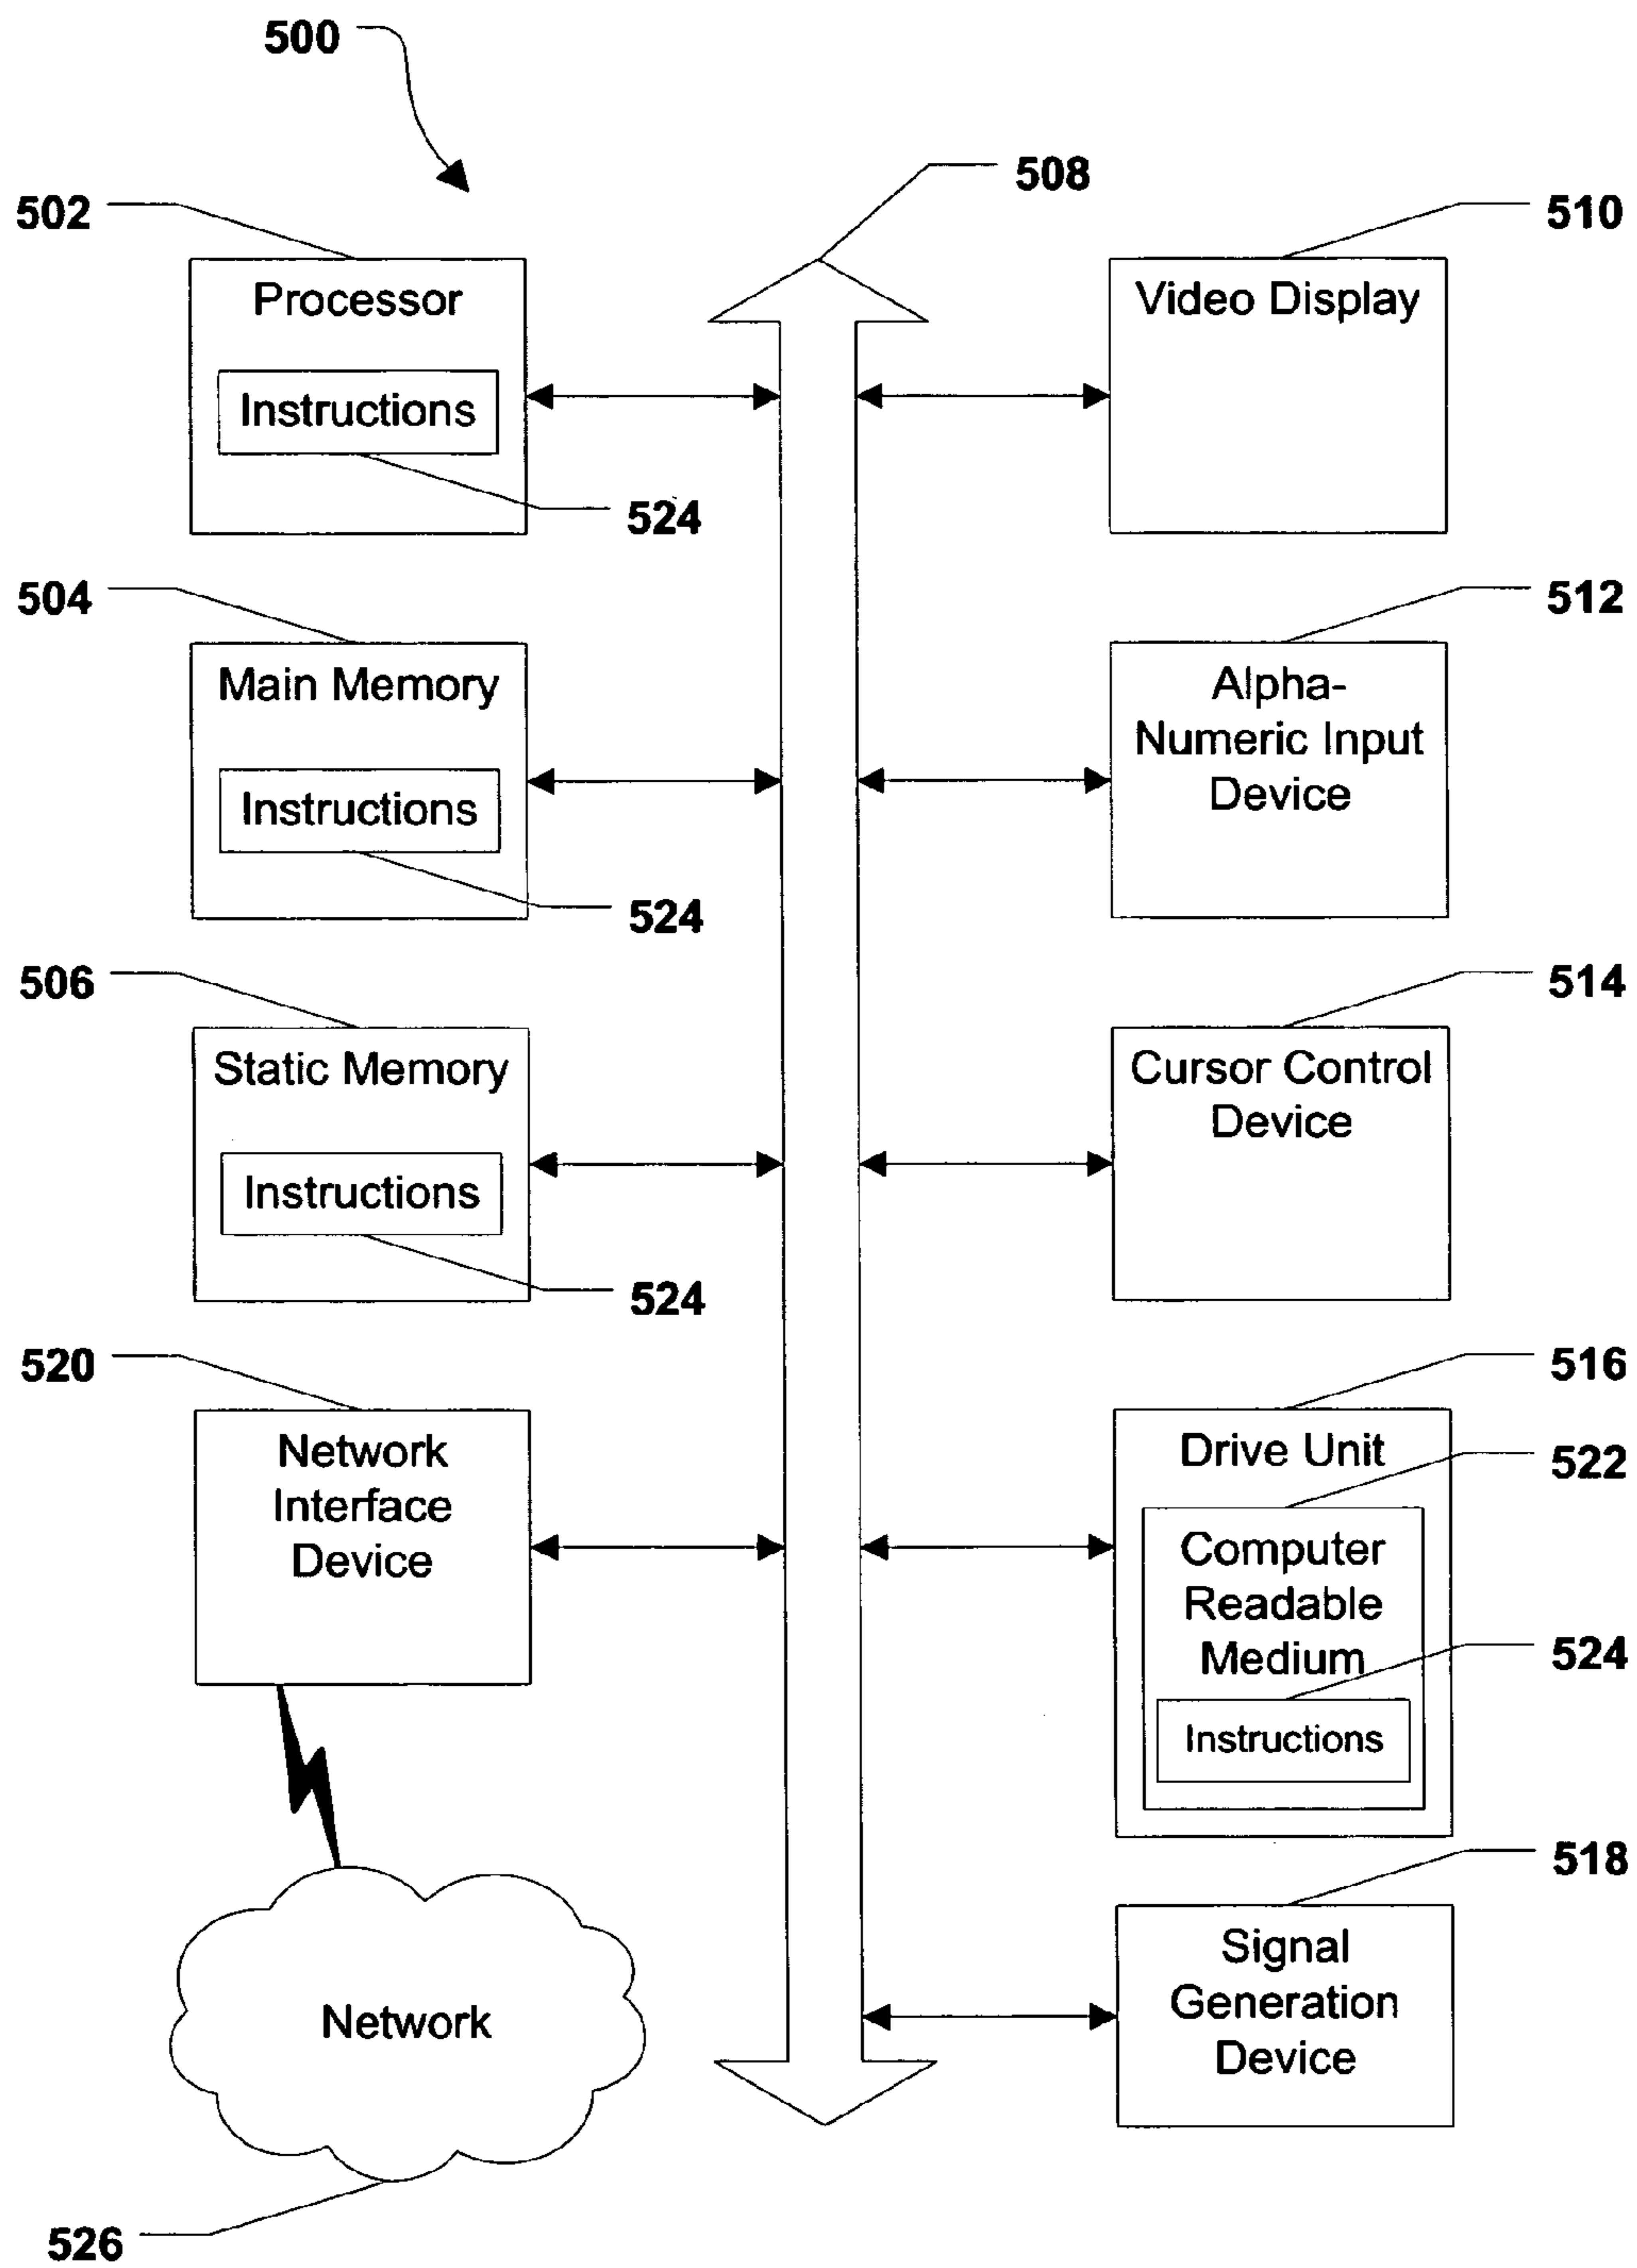 500
508
502
Processor
Instructions
524
504
Main Memory
Instructions
524
506
Static Memory
Instructions
524
520
Network
Interface
Device
Network
526
510
Video Display
512
Alpha-
Numeric Input
Device
514
Cursor Control
Device
516
Drive Unit
522
Computer
Readable
Medium
524
Instructions
518
Signal
Generation
Device